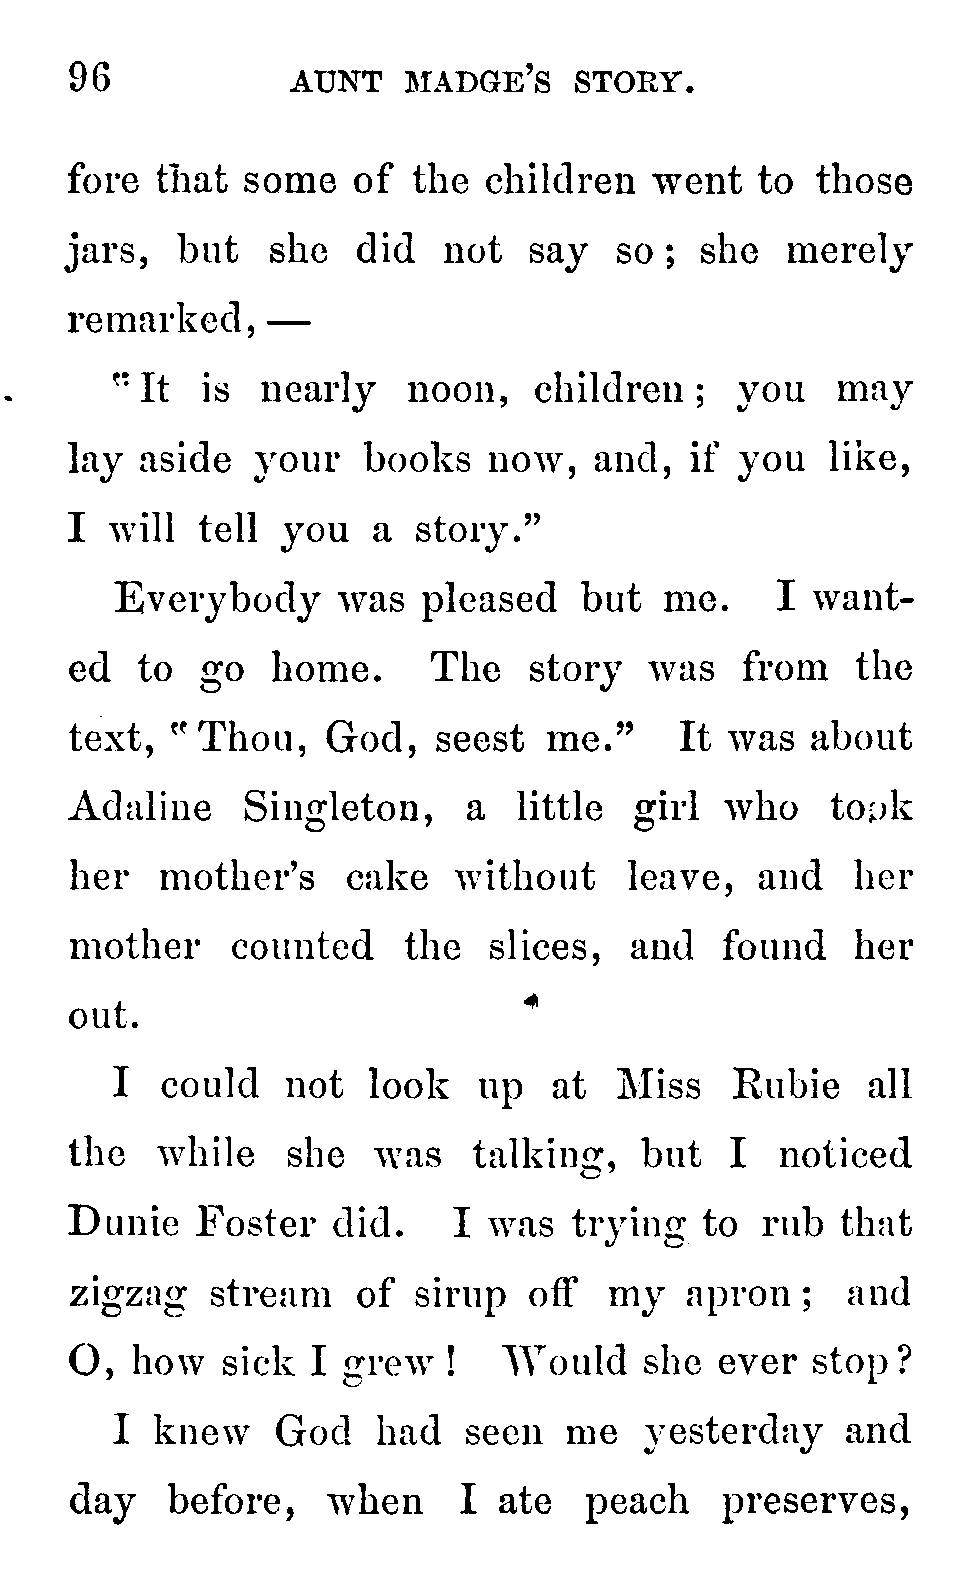 96 AUNT MADGE'S STORY.
fore that some of the children went to those
jars, but she did not say so; she merely
remarked, —
"It is nearly noon, children; you may
lay aside your books now, and, if you like,
I will tell you a story."
Everybody was pleased but me. I want-
ed to go home. The story was from the
text, "Thou, God, seest me." It was about
Adaline Singleton, a little girl who took
her mother's cake without leave, and her
mother counted the slices, and found her
out.
I could not look up at Miss Rubie all
the while she was talking, but I noticed
Dunie Foster did. I was trying to rub that
zigzag stream of sirup off my apron; and
O, how sick I grew! Would she ever stop?
I knew God had seen me yesterday and
day before, when I ate peach preserves,